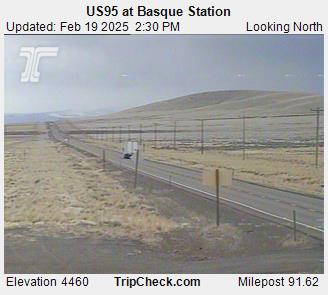 US95 at Basque Station
Updated: Feb 19 2025 2:30 PM Looking North
Elevation 4460 TripCheck.com Milepost 91.62